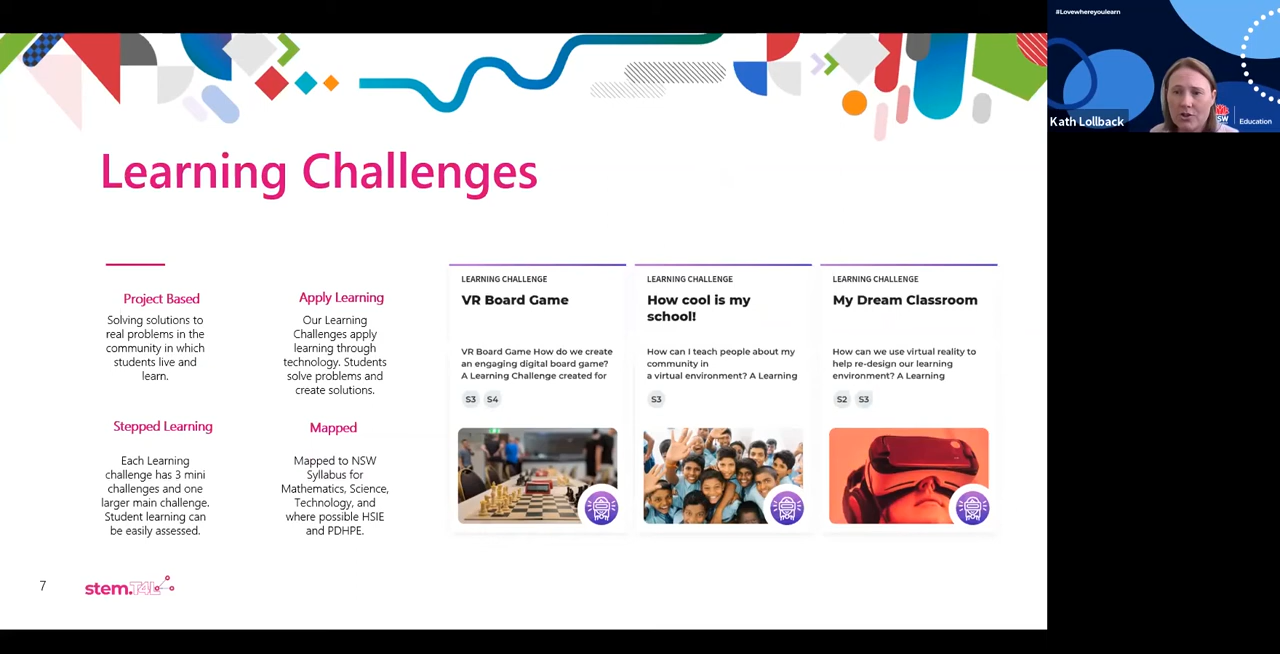 #Lovewhereyoulearn
Kath Lollback
NSW
Education
Learning Challenges
Project Based
Solving solutions to
real problems in the
community in which
students live and
learn.
Apply Learning
Our Learning
Challenges apply
learning through
technology. Students
solve problems and
create solutions.
Stepped Learning
Each Learning
challenge has 3 mini
challenges and one
larger main challenge.
Student learning can
be easily assessed.
Mapped
Mapped to NSW
Syllabus for
Mathematics, Science,
Technology, and
where possible HSIE
and PDHPE.
LEARNING CHALLENGE
VR Board Game
VR Board Game How do we create
an engaging digital board game?
A Learning Challenge created for
S3 S4
LEARNING CHALLENGE
How cool is my
school!
How can I teach people about my
community in
a virtual environment? A Learning
S3
LEARNING CHALLENGE
My Dream Classroom
How can we use virtual reality to
help re-design our learning
environment? A Learning
S2 S3
7
stem.T4L